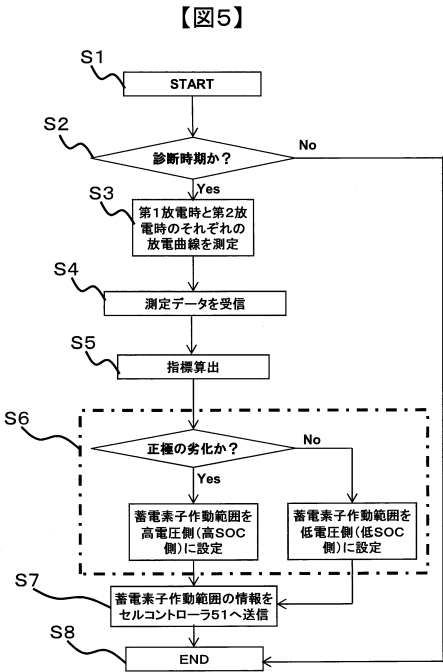 【図5】
S1
START
S2
診断時期か？
No
Yes
S3
第1放電時と第2放
電時のそれぞれの
放電曲線を測定
S4
測定データを受信
S5
指標算出
S6
正極の劣化か？
No
Yes
蓄電素子作動範囲を
高電圧側（高SOC
側）に設定
蓄電素子作動範囲を
低電圧側（低SOC
側）に設定
S7
蓄電素子作動範囲の情報を
セルコントローラ51へ送信
S8
END